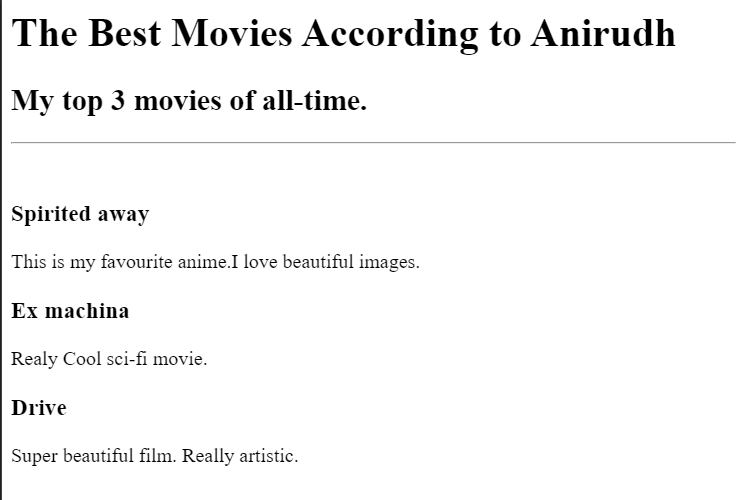 The Best Movies According to Anirudh
My top 3 movies of all-time.
Spirited away
This is my favourite anime.I love beautiful images.
Ex machina
Realy Cool sci-fi movie.
Drive
Super beautiful film. Really artistic.